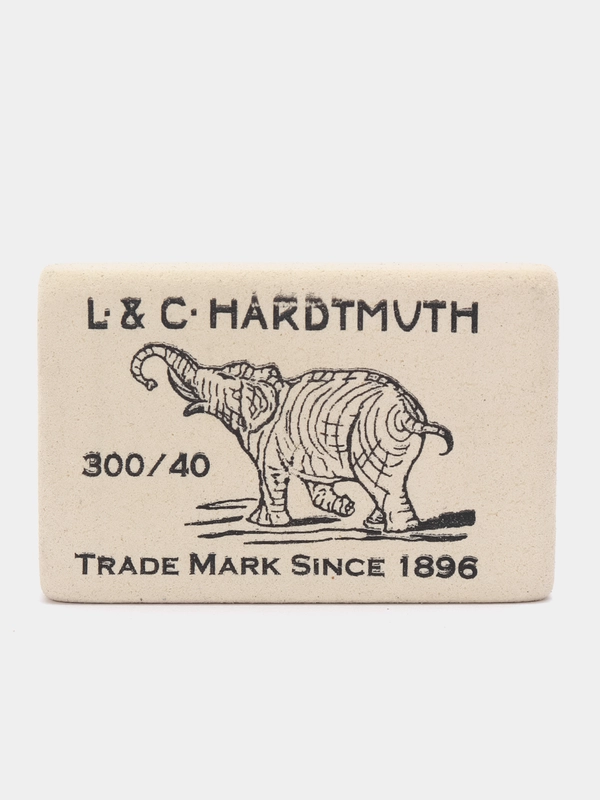 L. & C. HARDTMUTH
300/40
TRADE MARK SINCE 1896